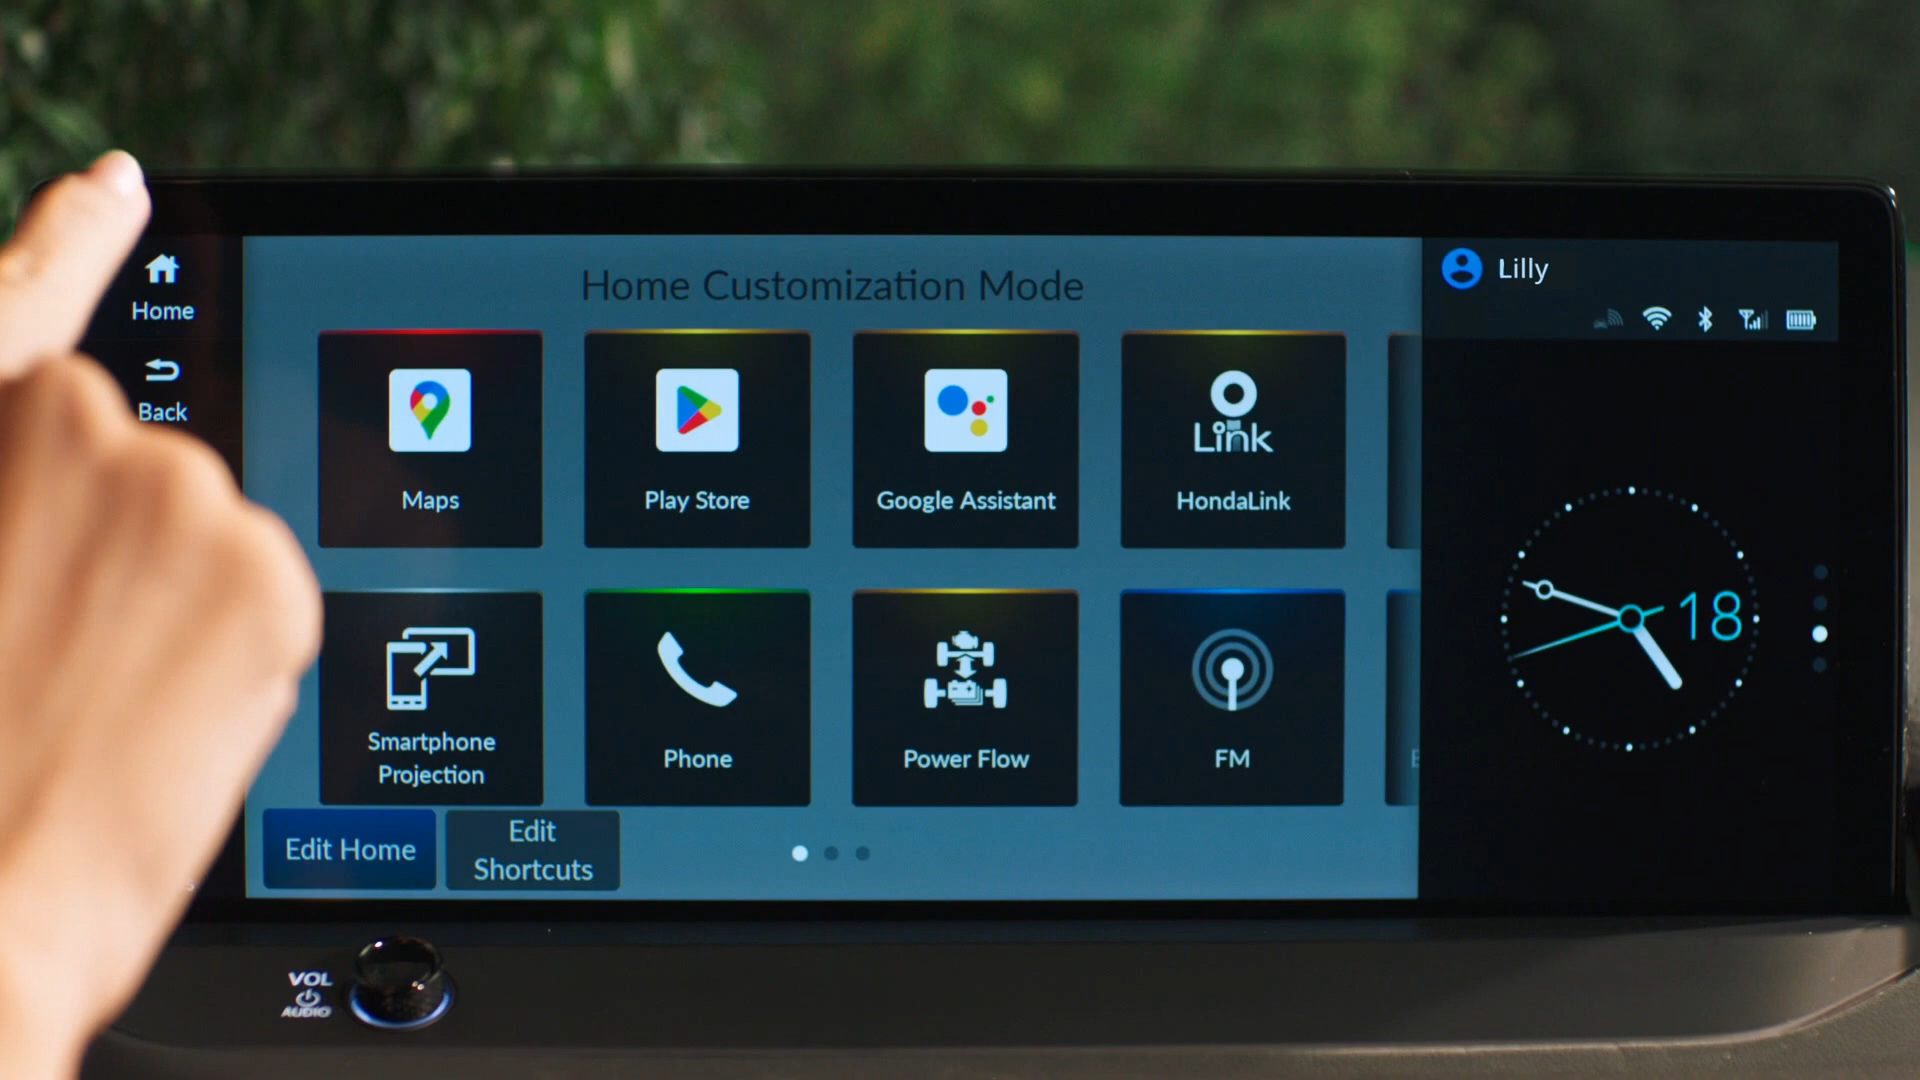 Home
Back
Home Customization Mode
Maps
Play Store
Google Assistant
Link
HondaLink
Smartphone
Projection
Phone
Power Flow
FM
Edit Home
Edit
Shortcuts
Lilly
18
VOL
AUDIO